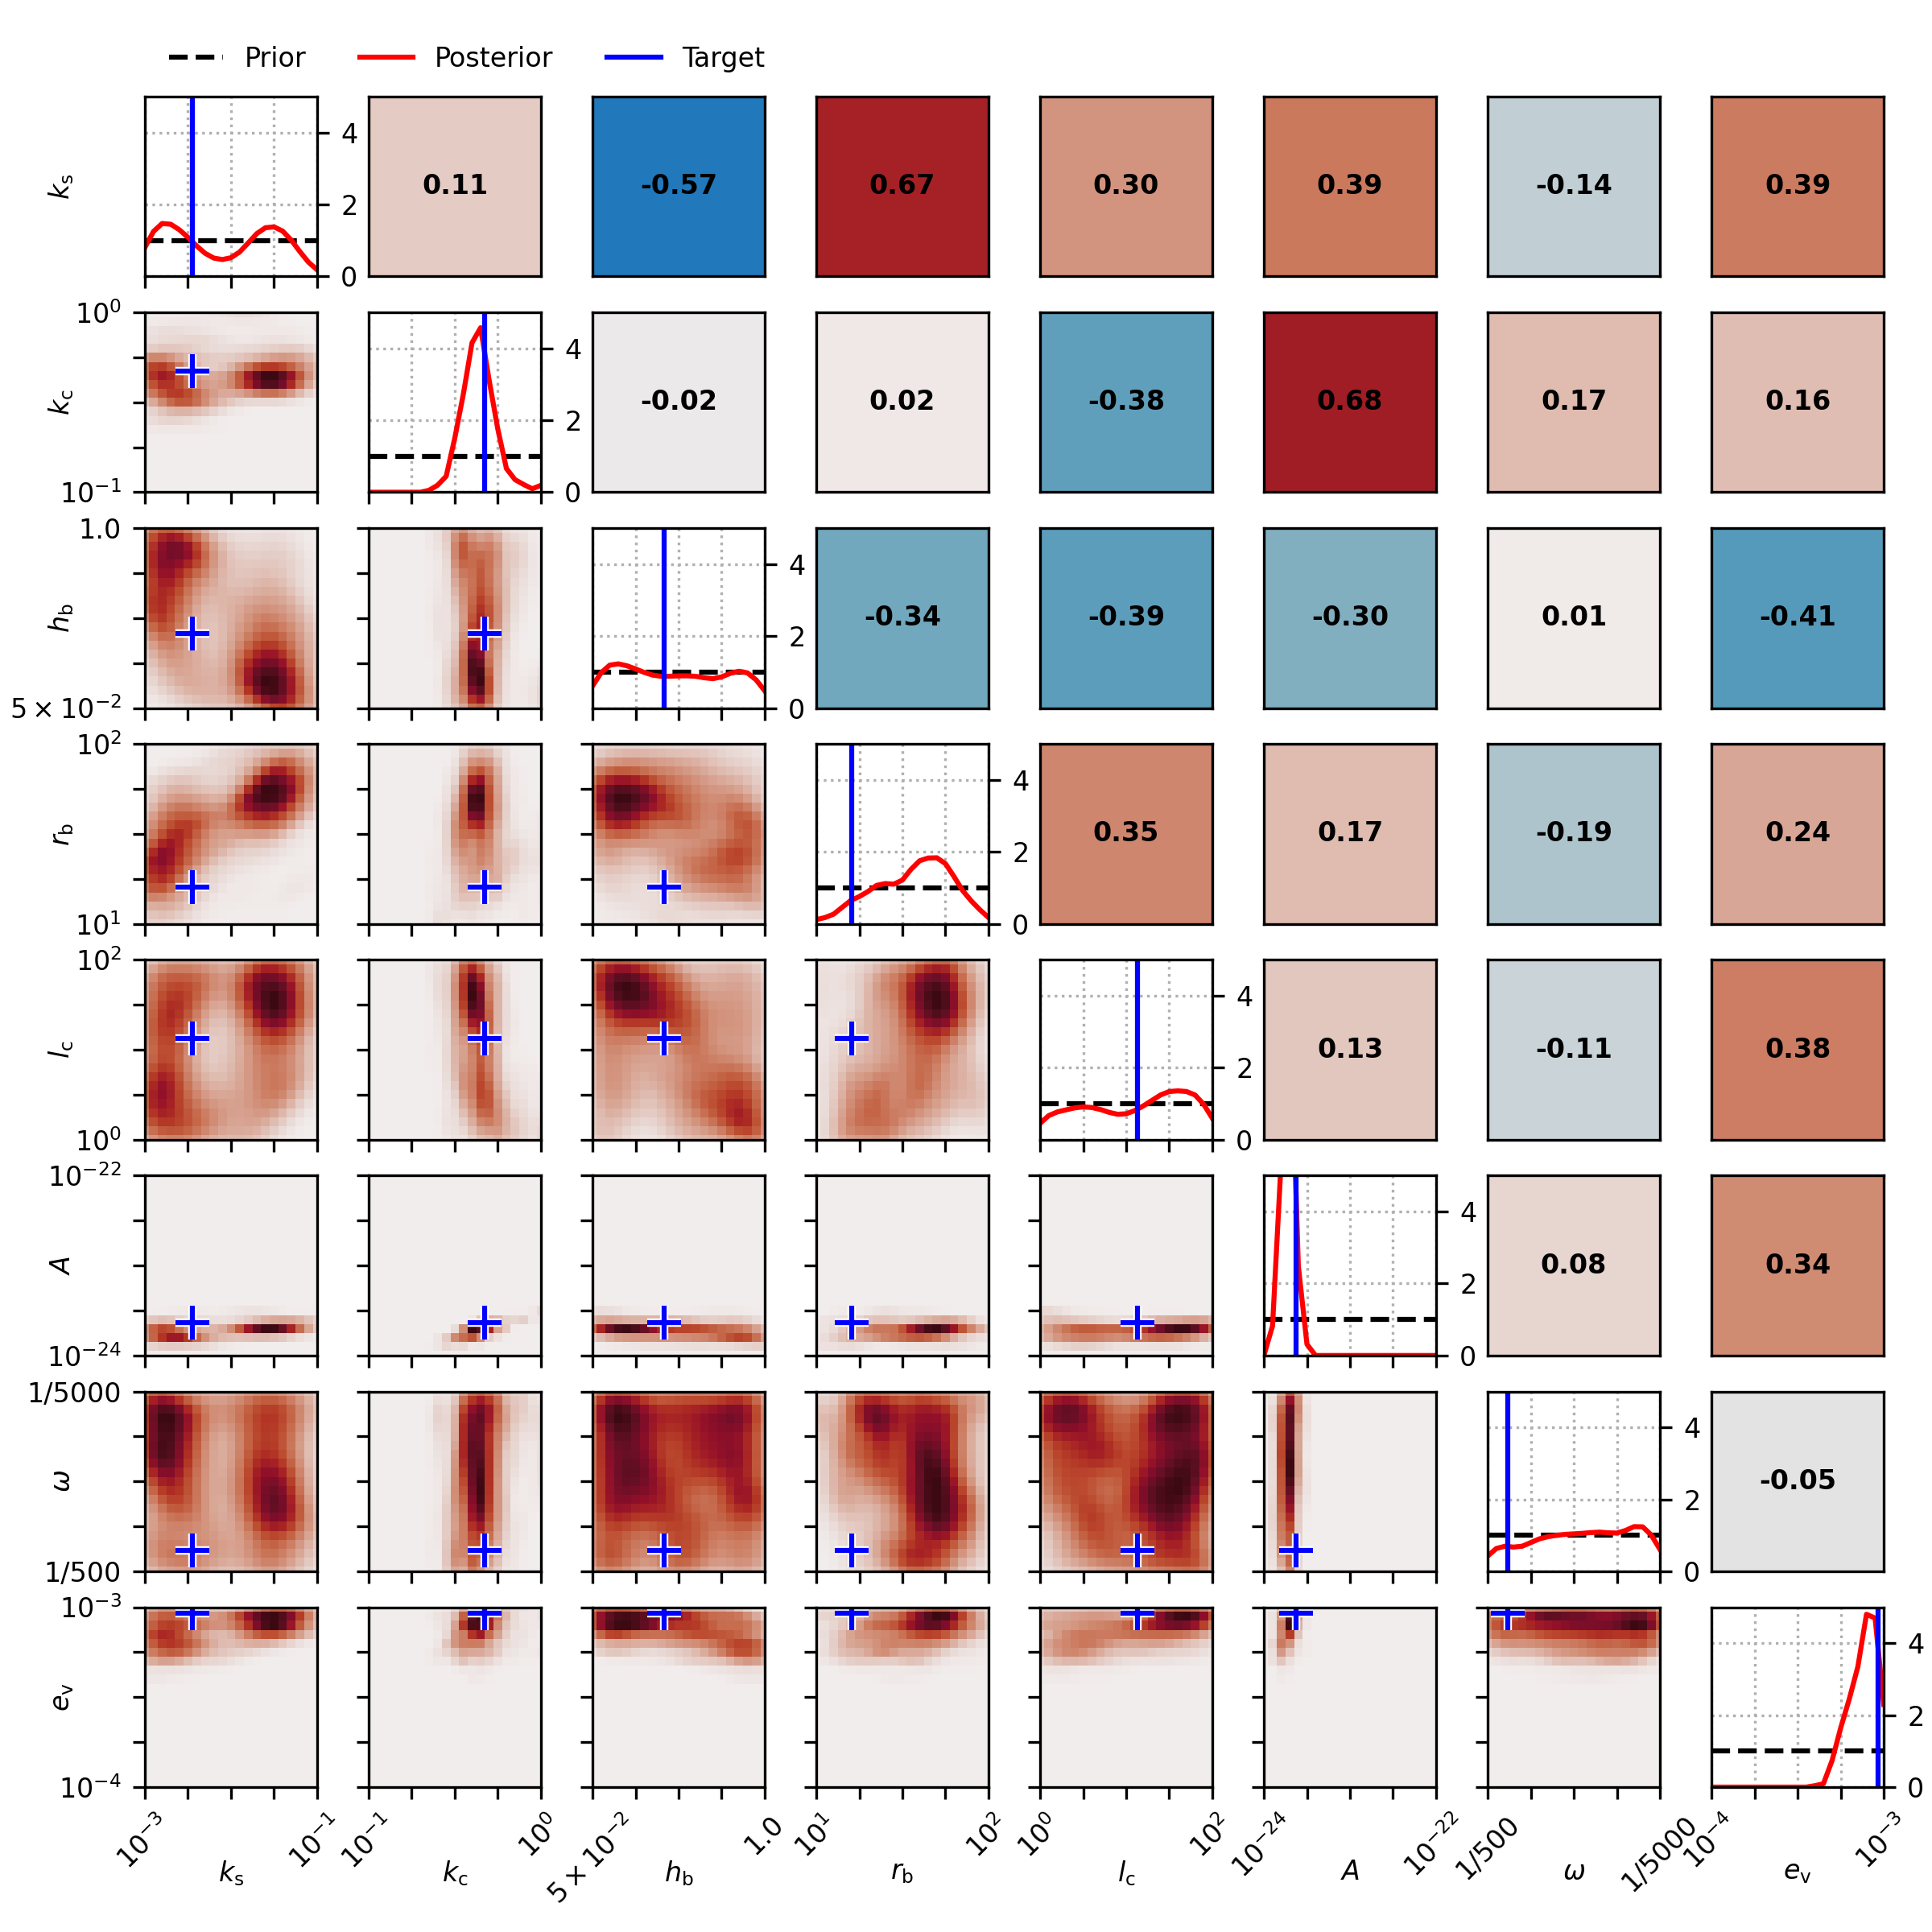 Prior Posterior Target
k_s 4 2 0 0.11 -0.57 0.67 0.30 0.39 -0.14 0.39
10^0 k_c 10^-1 4 2 0 -0.02 0.02 -0.38 0.68 0.17 0.16
1.0 h_b 5 × 10^-2 4 2 0 -0.34 -0.39 -0.30 0.01 -0.41
10^2 r_b 10^1 4 2 0 0.35 0.17 -0.19 0.24
10^2 l_c 10^0 4 2 0 0.13 -0.11 0.38
10^-22 A 10^-24 4 2 0 0.08 0.34
1/5000 ω 1/500 4 2 0 -0.05
10^-3 e_v 10^-4 4 2 0
10^-3 10^-1 10^-1 10^0 5 × 10^-2 1.0 10^1 10^2 10^0 10^2 10^-24 10^-22 1/500 1/5000 10^-4 10^-3
k_s k_c h_b r_b l_c A ω e_v